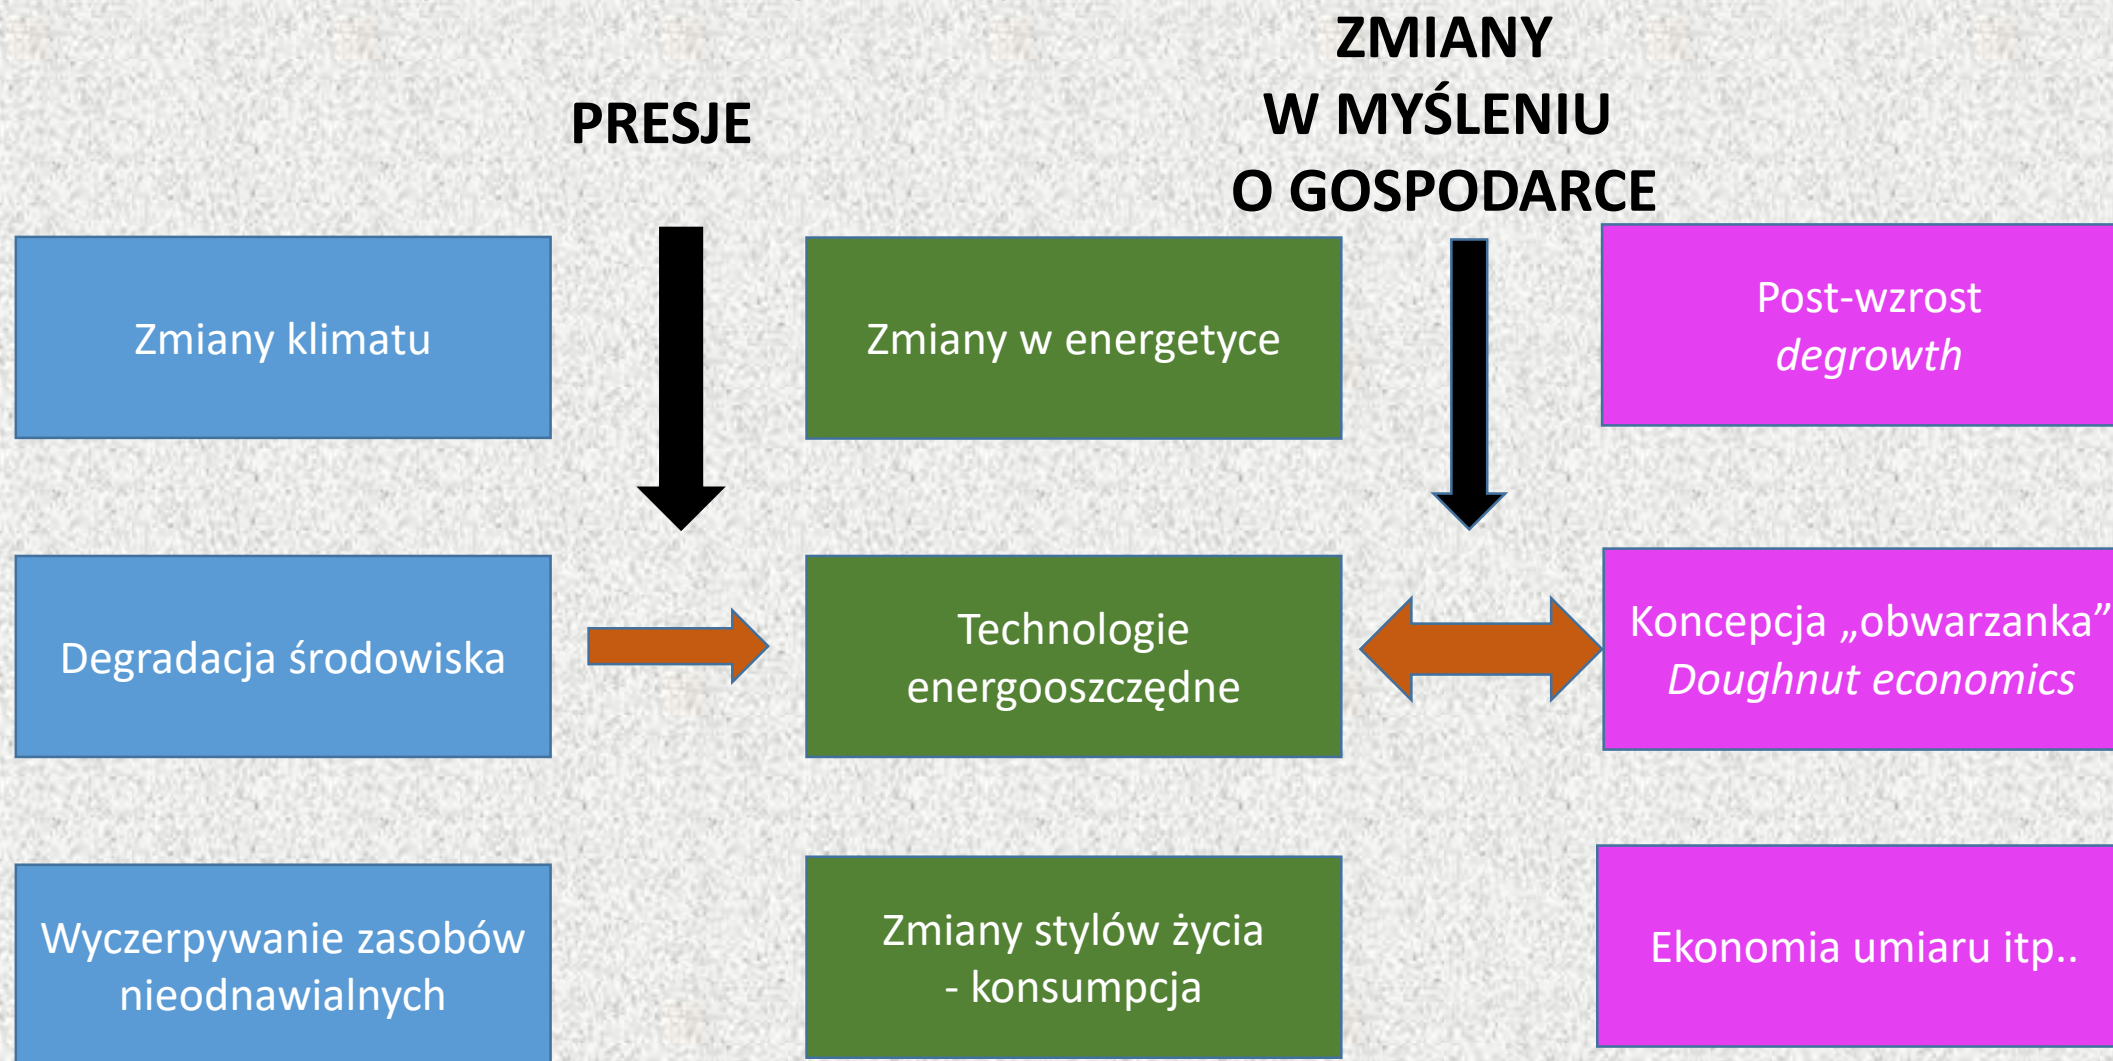 ZMIANY
W MYŚLENIU
O GOSPODARCE
PRESJE
Zmiany klimatu
Zmiany w energetyce
Post-wzrost
degrowth
Degradacja środowiska
Technologie
energooszczędne
Koncepcja „obwarzanka”
Doughnut economics
Wyczerpywanie zasobów
nieodnawialnych
Zmiany stylów życia
- konsumpcja
Ekonomia umiaru itp..